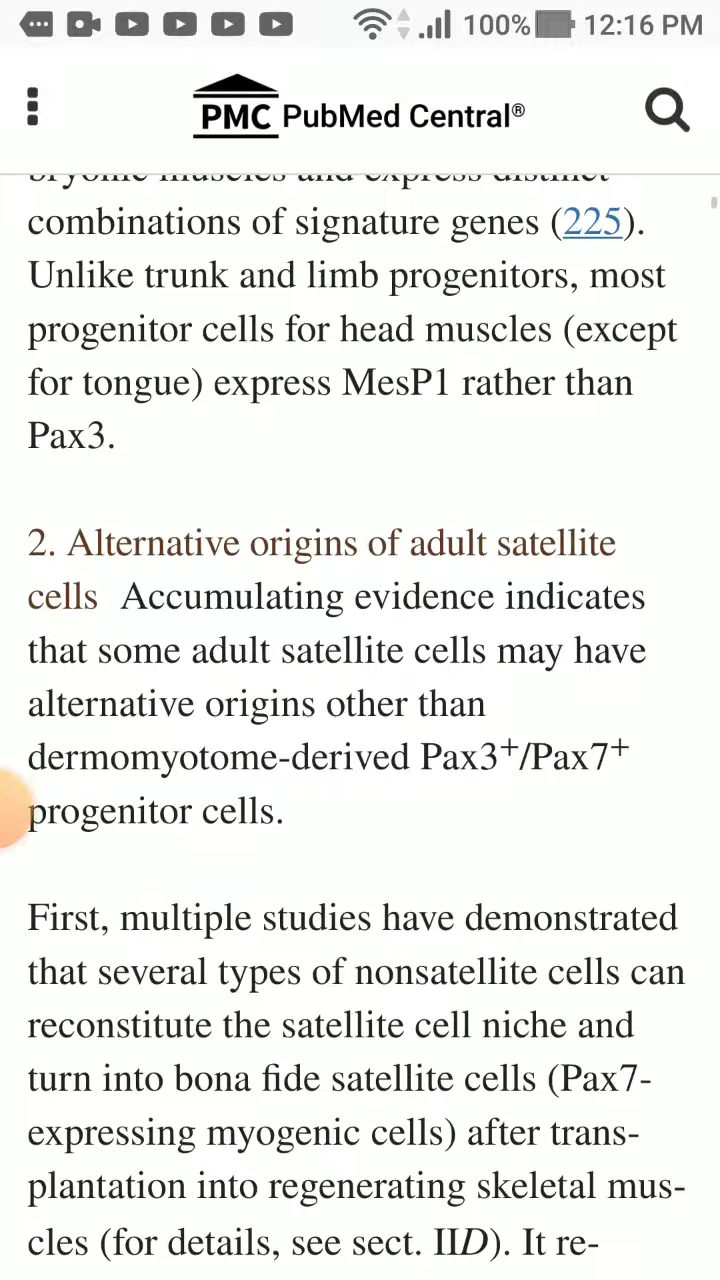 100% 12:16 PM
PMC PubMed Central®
combinations of signature genes (225).
Unlike trunk and limb progenitors, most
progenitor cells for head muscles (except
for tongue) express MesP1 rather than
Pax3.
2. Alternative origins of adult satellite
cells Accumulating evidence indicates
that some adult satellite cells may have
alternative origins other than
dermomyotome-derived Pax3⁺/Pax7⁺
progenitor cells.
First, multiple studies have demonstrated
that several types of nonsatellite cells can
reconstitute the satellite cell niche and
turn into bona fide satellite cells (Pax7-
expressing myogenic cells) after trans-
plantation into regenerating skeletal mus-
cles (for details, see sect. IID). It re-